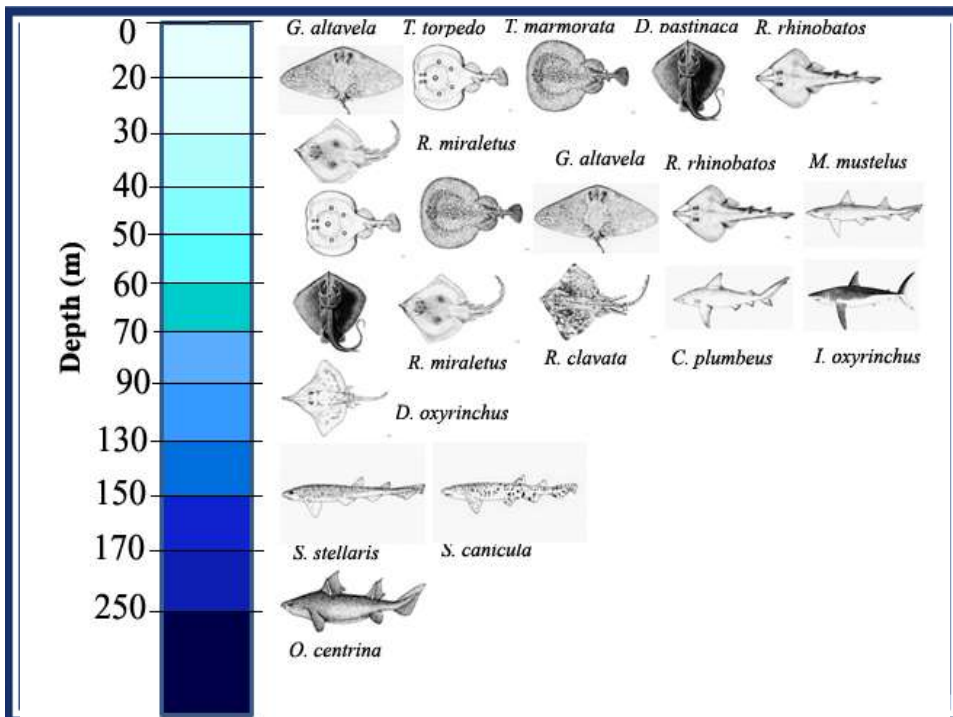 0
G. altavela T. torpedo T. marmorata D. pastinaca R. rhinobatos
20
30
R. miraletus
G. altavela R. rhinobatos M. mustelus
40
50
60
70
R. miraletus R. clavata C. plumbeus I. oxyrinchus
90
D. oxyrinchus
130
150
S. stellaris S. canicula
170
250
O. centrina
Depth (m)